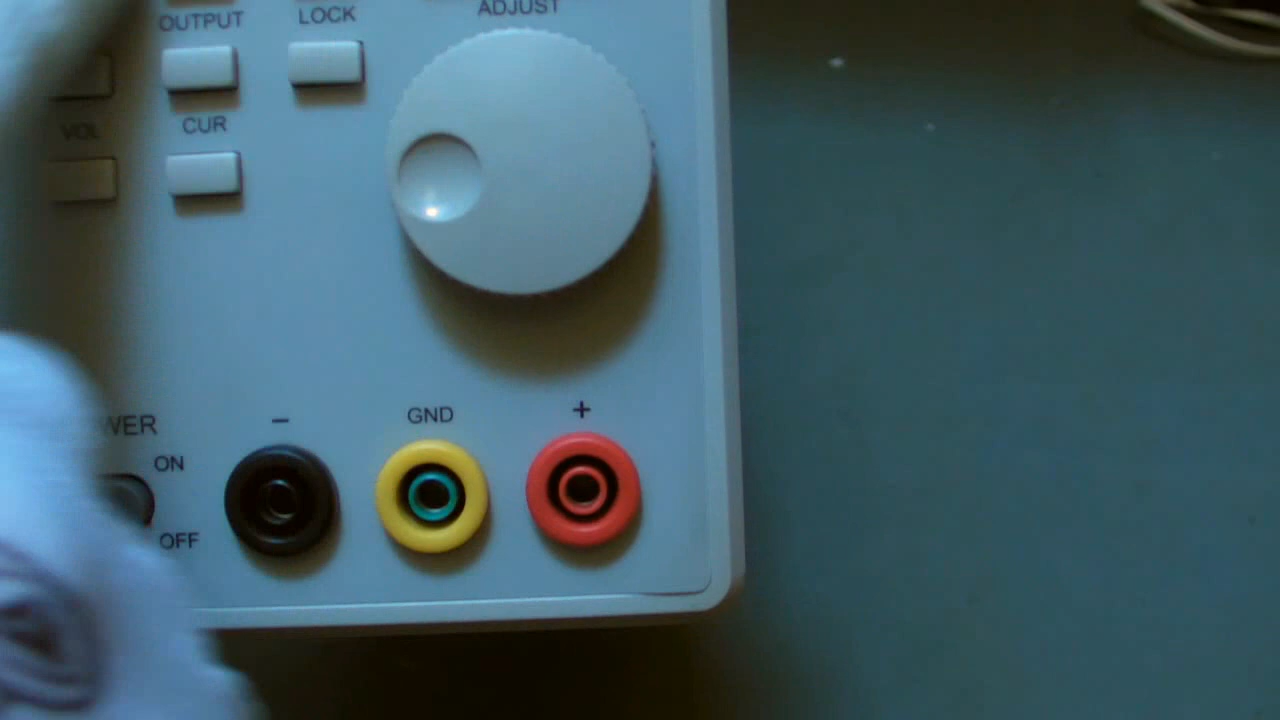 OUTPUT LOCK ADJUST
VOL CUR
WER − GND +
ON
OFF